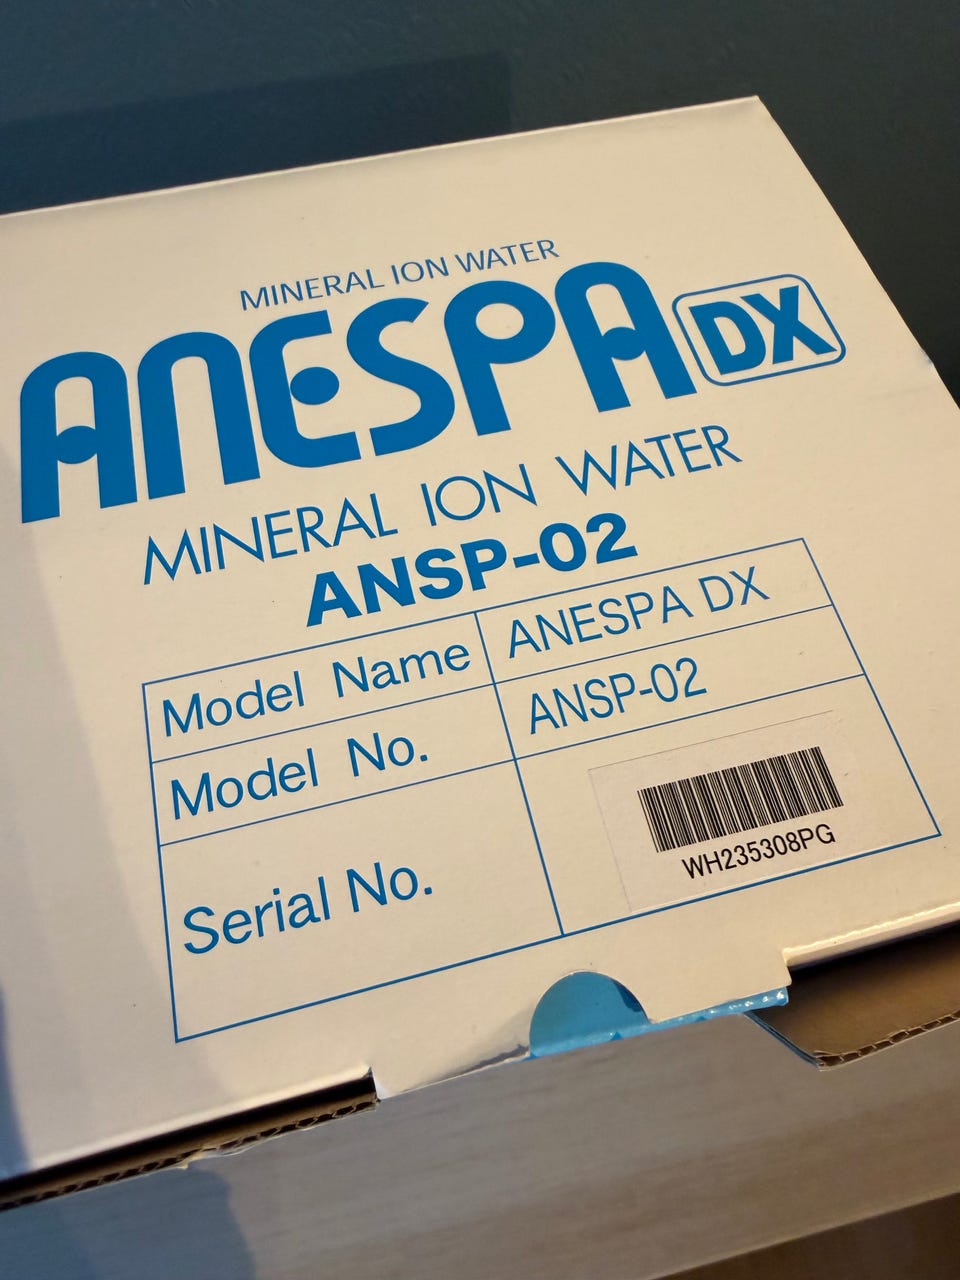 MINERAL ION WATER
ANESPA DX
MINERAL ION WATER
ANSP-02
Model Name ANESPA DX
Model No. ANSP-02
Serial No.
WH235308PG